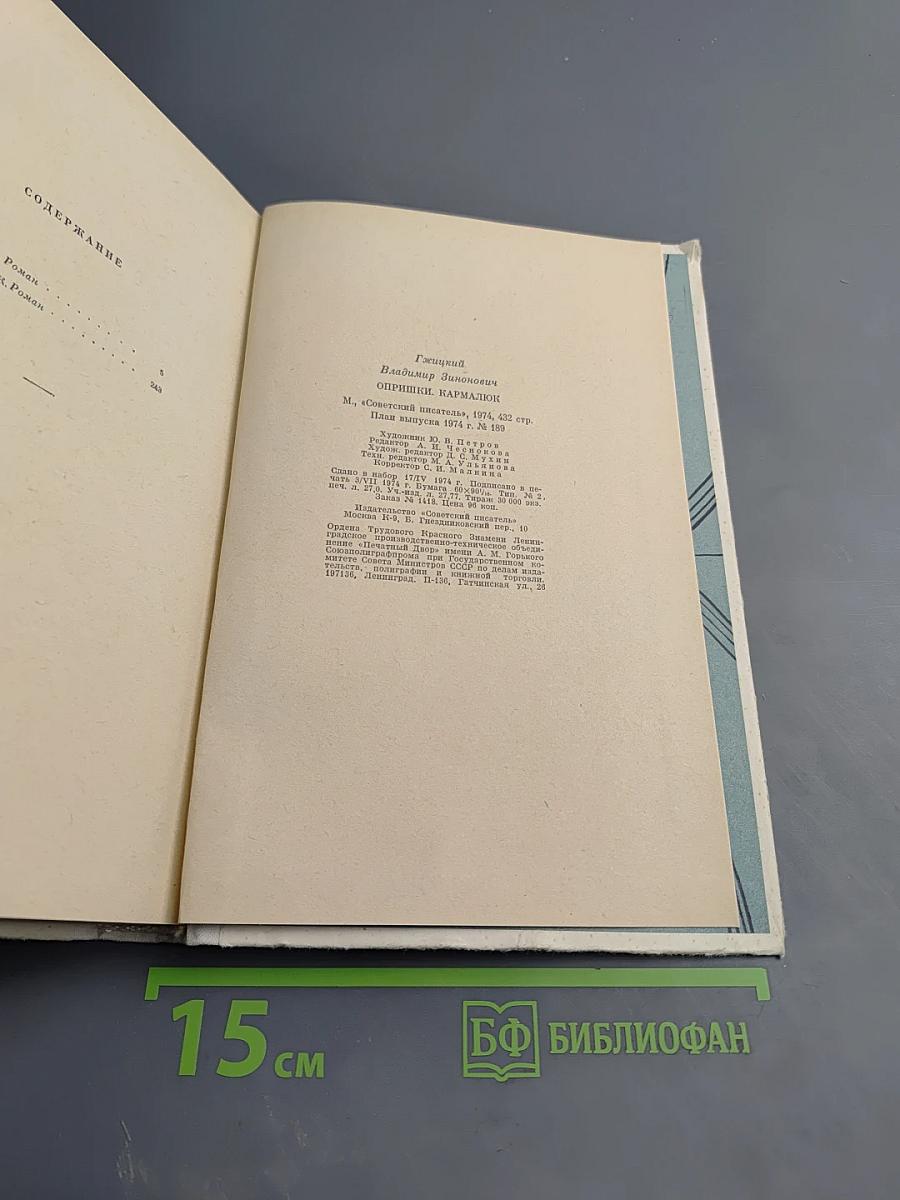 СОДЕРЖАНИЕ
Роман . . . . . . . . . 5
Роман . . . . . . . . 243
Гжицкий
Владимир Зинонович
ОПРИШКИ. КАРМАЛЮК
М., «Советский писатель», 1974, 432 стр.
План выпуска 1974 г. № 189
Художник Ю. В. Петров
Редактор А. И. Чеснокова
Худож. редактор Д. С. Мухин
Техн. редактор М. А. Ульянова
Корректор С. И. Малкина
Сдано в набор 17/IV 1974 г. Подписано в пе-
чать 3/VII 1974 г. Бумага 60×90¹/₁₆. Тип. № 2,
печ. л. 27,0. Уч.-изд. л. 27,77. Тираж 30 000 экз.
Заказ № 1418. Цена 96 коп.
Издательство «Советский писатель»
Москва К-9, Б. Гнездниковский пер., 10
Ордена Трудового Красного Знамени Ленин-
градское производственно-техническое объеди-
нение «Печатный Двор» имени А. М. Горького
Союзполиграфпрома при Государственном ко-
митете Совета Министров СССР по делам изда-
тельств, полиграфии и книжной торговли.
197136, Ленинград, П-136, Гатчинская ул., 26
15 см
БФ БИБЛИОФАН